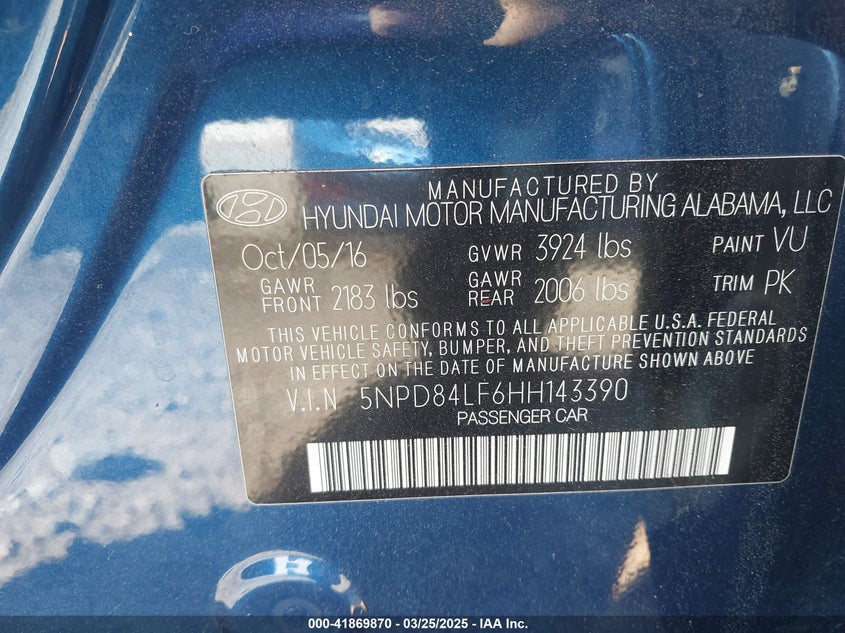 MANUFACTURED BY
HYUNDAI MOTOR MANUFACTURING ALABAMA, LLC
Oct/05/16 GVWR 3924 lbs PAINT VU
GAWR FRONT 2183 lbs GAWR REAR 2006 lbs TRIM PK
THIS VEHICLE CONFORMS TO ALL APPLICABLE U.S.A. FEDERAL
MOTOR VEHICLE SAFETY, BUMPER, AND THEFT PREVENTION STANDARDS
IN EFFECT ON THE DATE OF MANUFACTURE SHOWN ABOVE
V.I.N 5NPD84LF6HH143390
PASSENGER CAR
000-41869870 - 03/25/2025 - IAA Inc.